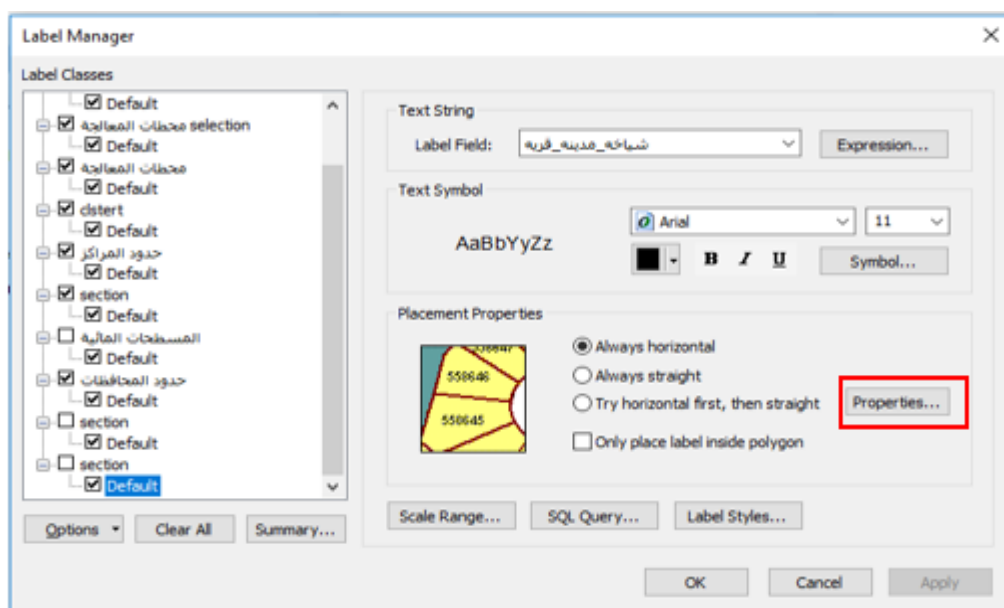 Label Manager
Label Classes
Default
محطات المعالجة selection
Default
محطات المعالجة
Default
clstert
Default
حدود المراكز
Default
section
Default
المسطحات المائية
Default
حدود المحافظات
Default
section
Default
section
Default
Options
Clear All
Summary...
Text String
Label Field:
شياخه_مدينه_قريه
Expression...
Text Symbol
AaBbYyZz
Arial
11
B I U
Symbol...
Placement Properties
558646
558645
Always horizontal
Always straight
Try horizontal first, then straight
Only place label inside polygon
Properties...
Scale Range...
SQL Query...
Label Styles...
OK
Cancel
Apply